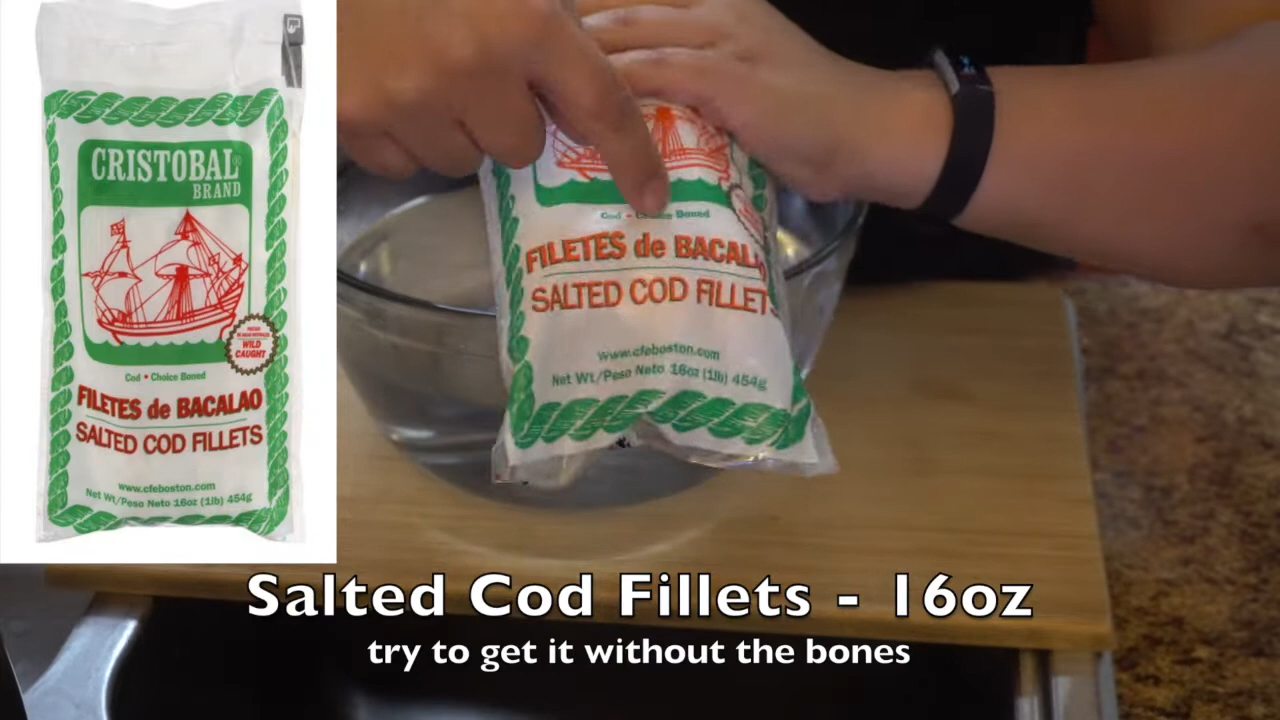 CRISTOBAL®
BRAND
WILD
CAUGHT
Cod • Choice Boned
FILETES de BACALAO
SALTED COD FILLETS
www.cfeboston.com
Net Wt/Peso Neto 16oz (1lb) 454g
Cod • Boned
FILETES de BACALAO
SALTED COD FILLET
www.cfeboston.com
Net Wt/Peso Neto 16oz (1lb) 454g
Salted Cod Fillets - 16oz
try to get it without the bones